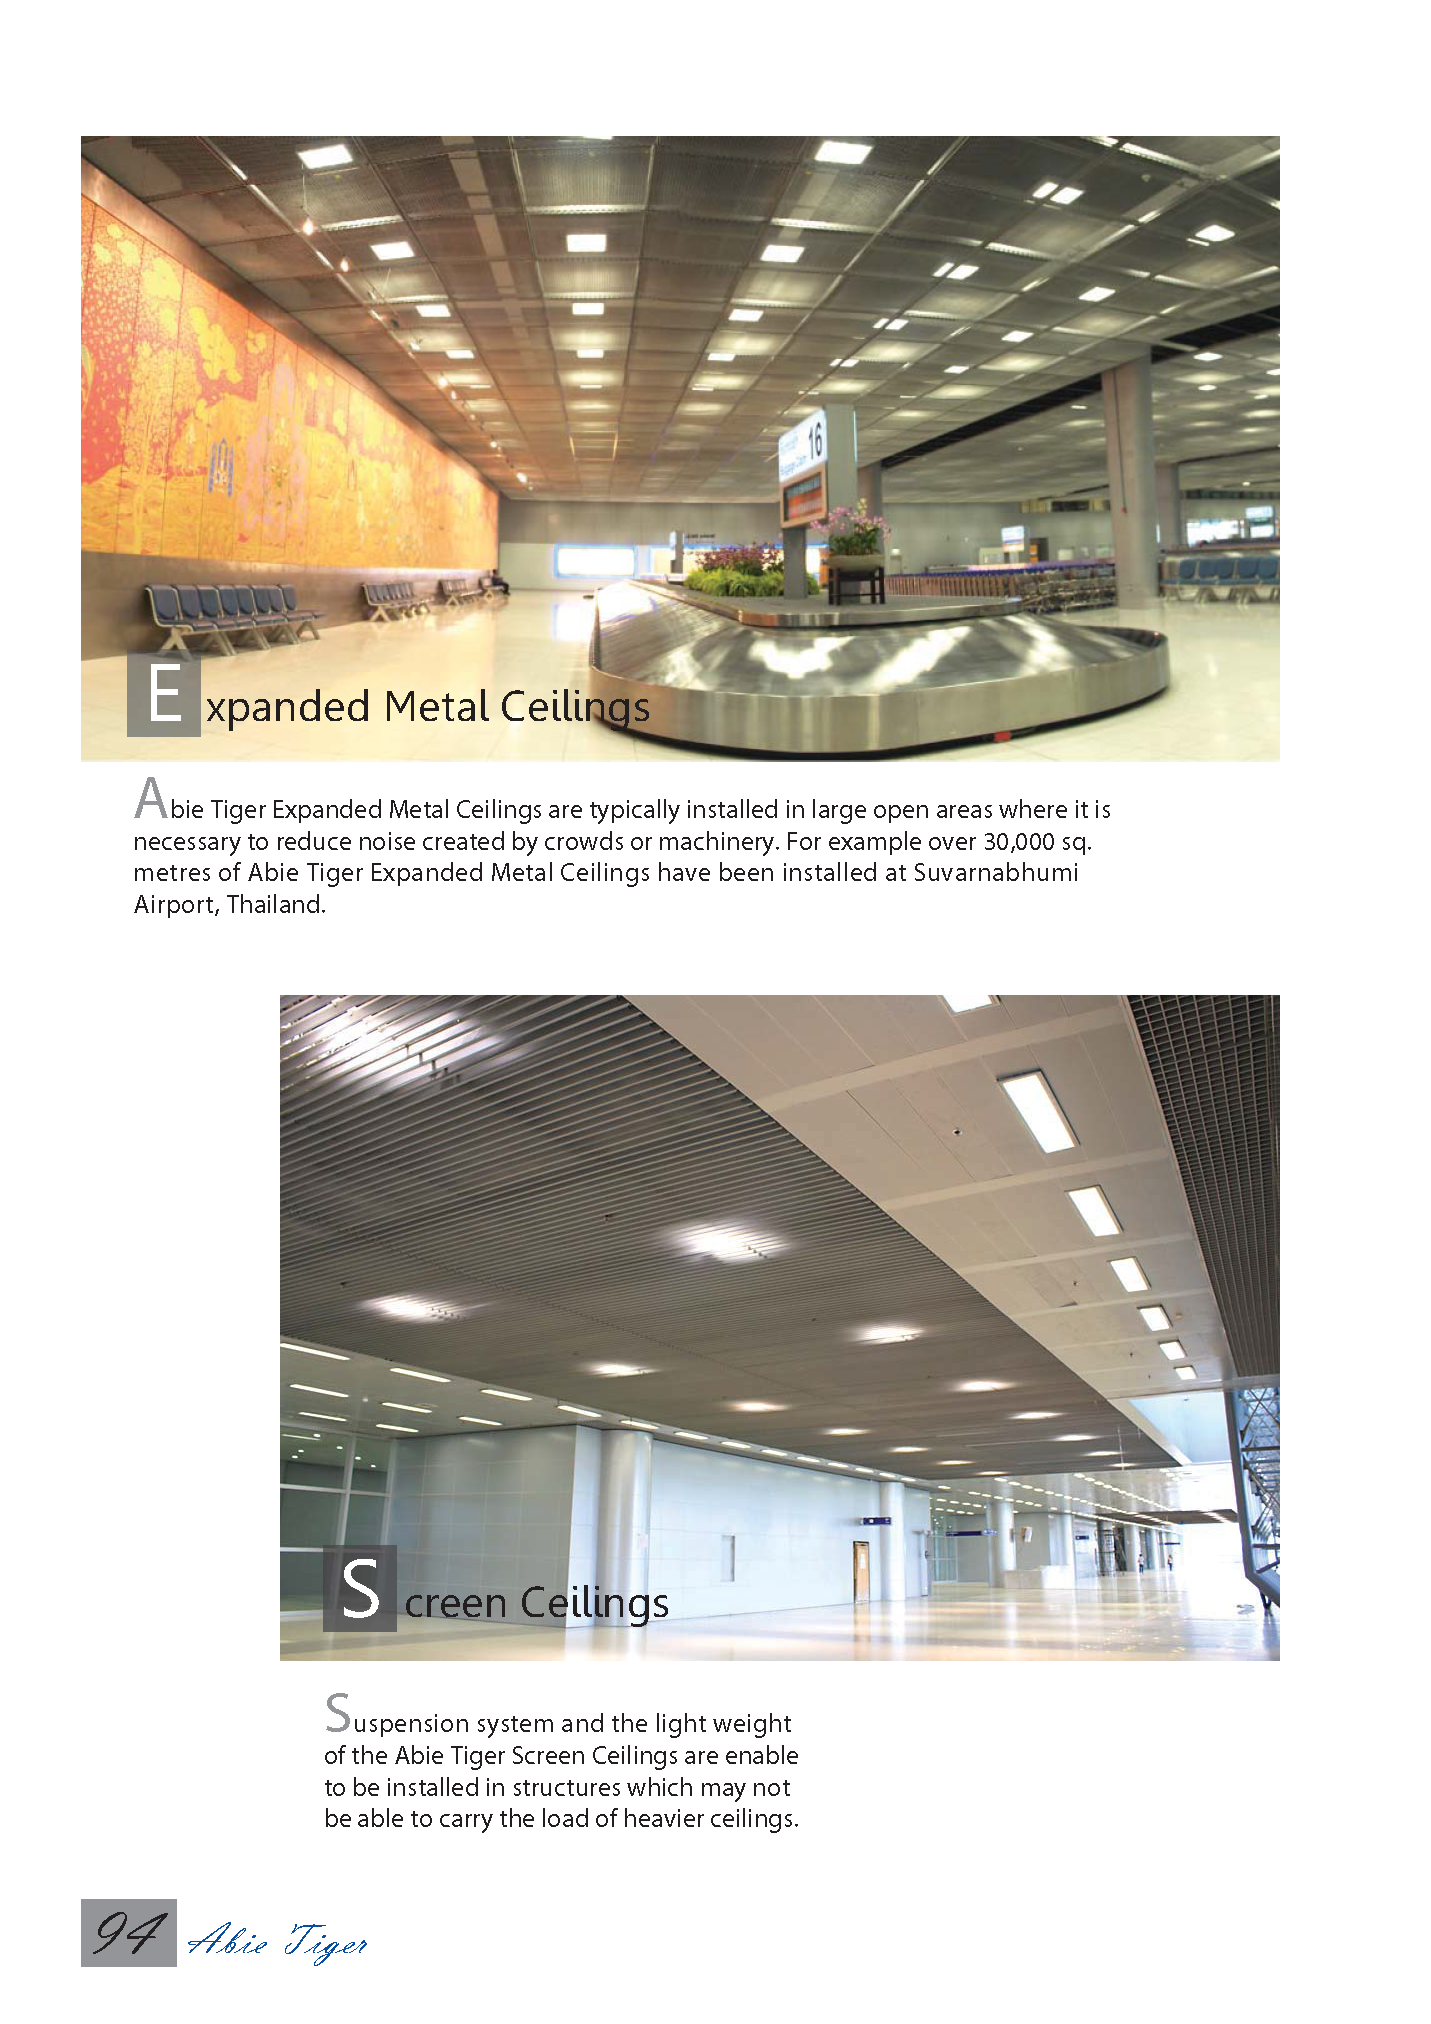 16
Baggage Claim
Expanded Metal Ceilings
Abie Tiger Expanded Metal Ceilings are typically installed in large open areas where it is
necessary to reduce noise created by crowds or machinery. For example over 30,000 sq.
metres of Abie Tiger Expanded Metal Ceilings have been installed at Suvarnabhumi
Airport, Thailand.
Screen Ceilings
Suspension system and the light weight
of the Abie Tiger Screen Ceilings are enable
to be installed in structures which may not
be able to carry the load of heavier ceilings.
94 Abie Tiger